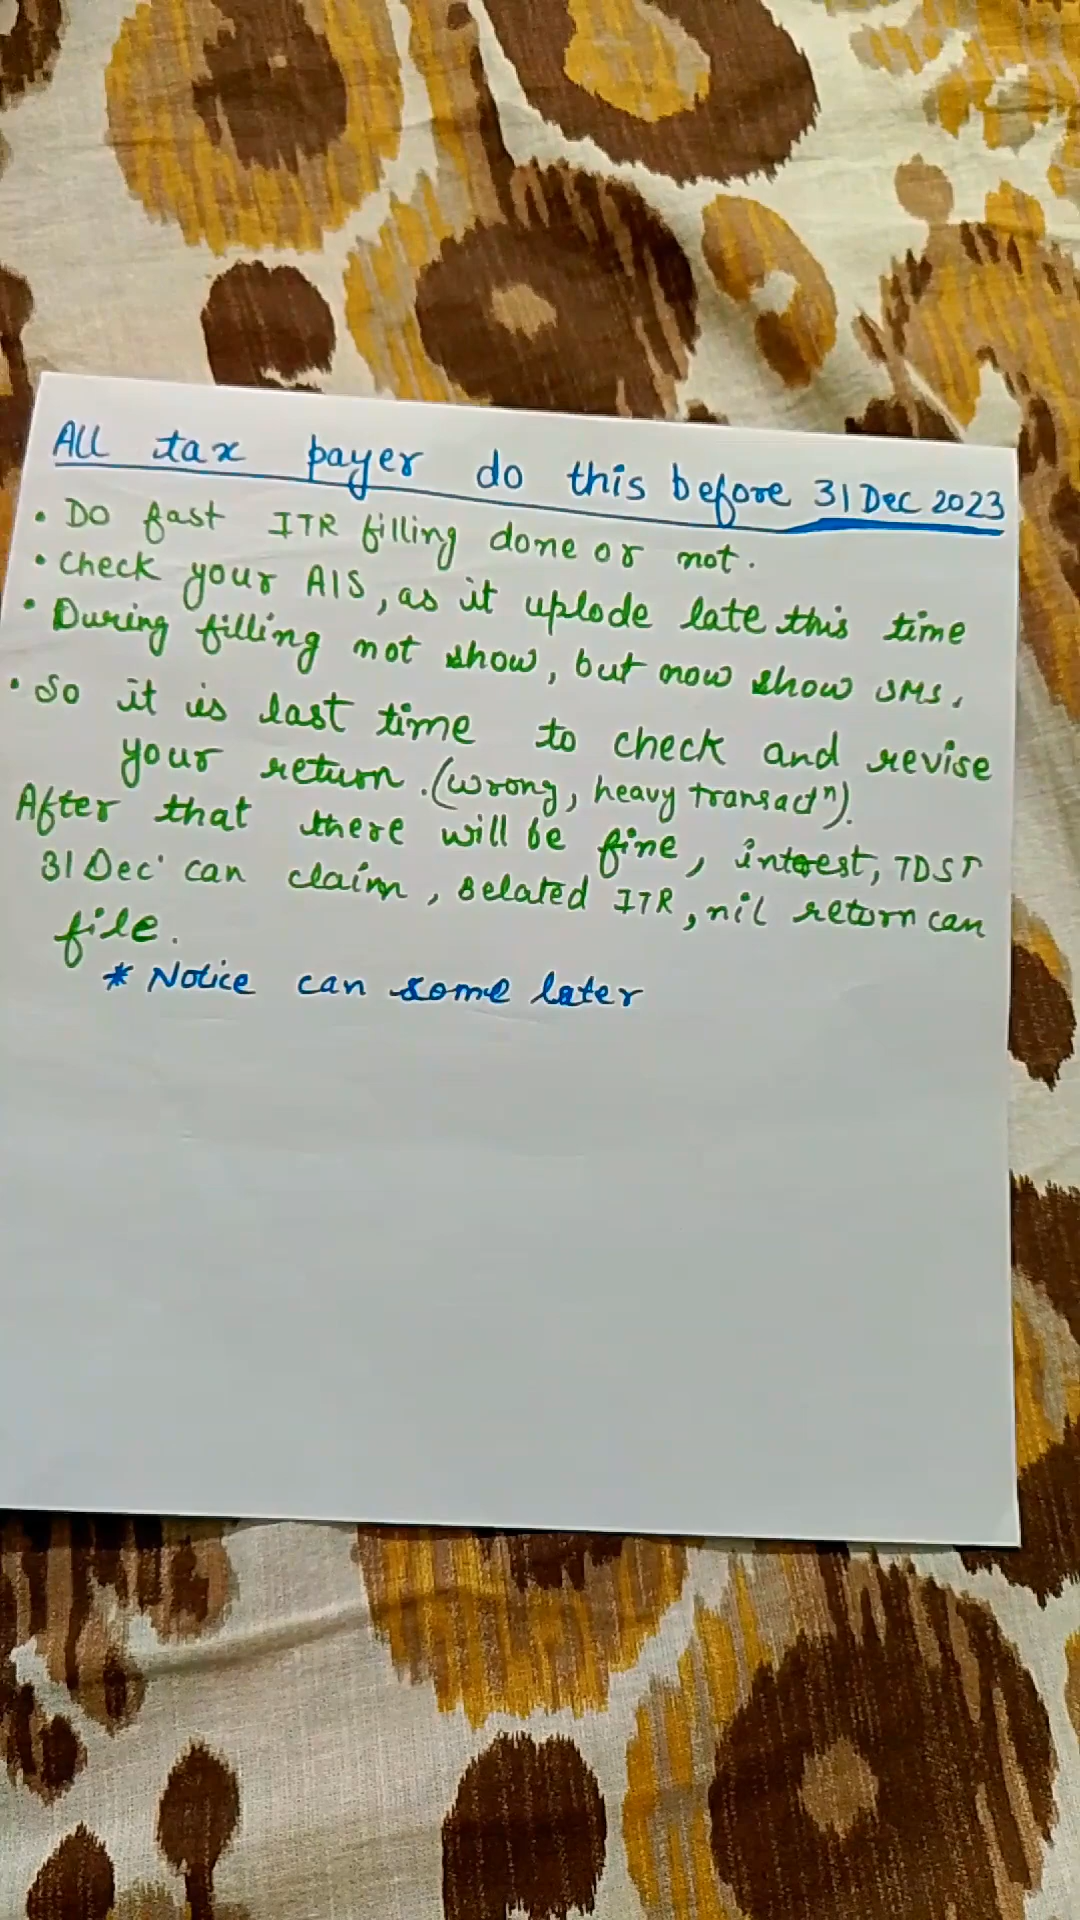 All tax payer do this before 31 Dec 2023
• Do fast ITR filling done or not.
• Check your AIS, as it uplode late this time
• During filling not show, but now show SMS.
• So it is last time to check and revise
your return. (wrong, heavy transactⁿ).
After that there will be fine, interest, TDS↑
31 Dec' can claim, Belated ITR, nil return can
file.
* Notice can some later